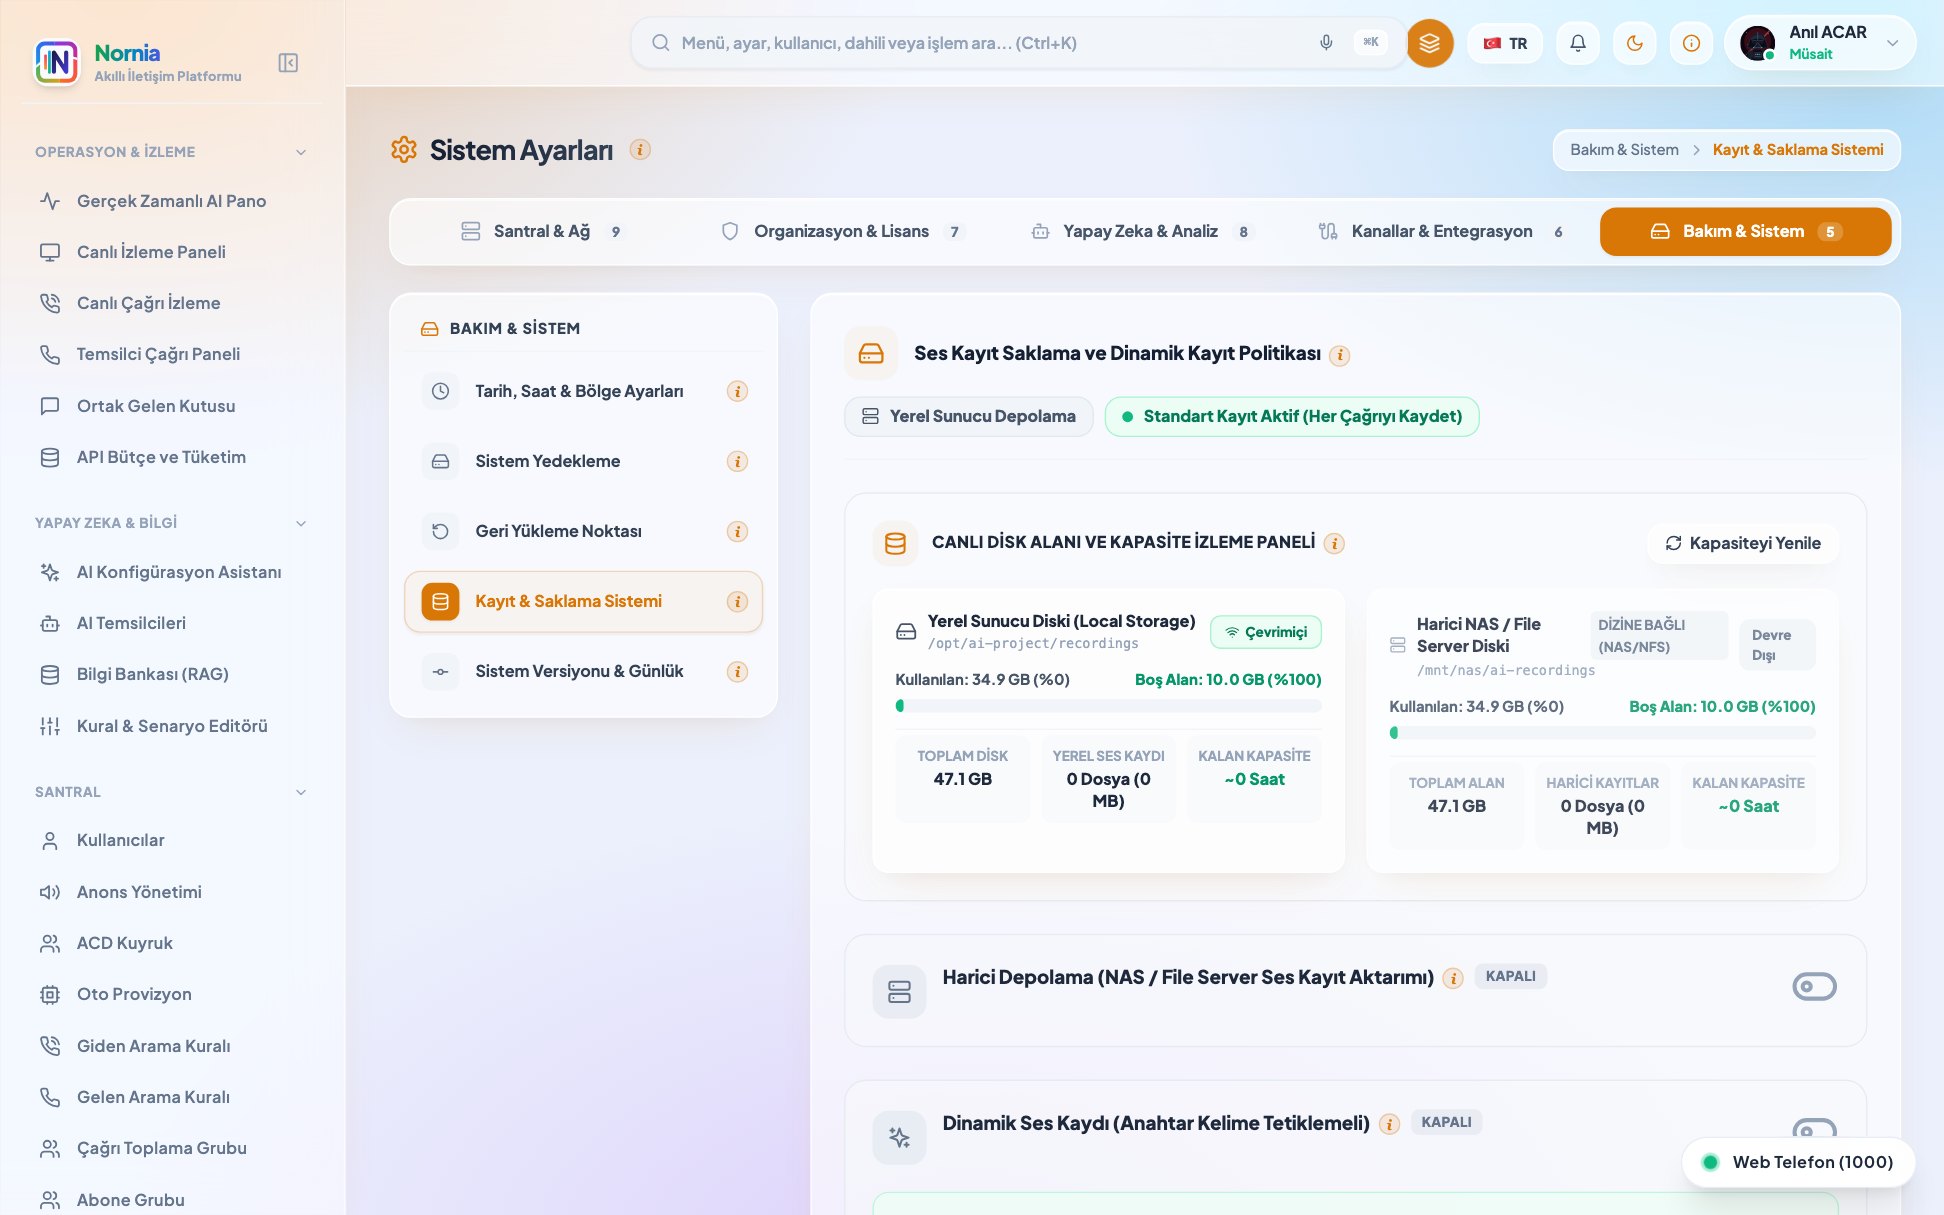 Nornia
Akıllı İletişim Platformu
OPERASYON & İZLEME
Gerçek Zamanlı AI Pano
Canlı İzleme Paneli
Canlı Çağrı İzleme
Temsilci Çağrı Paneli
Ortak Gelen Kutusu
API Bütçe ve Tüketim
YAPAY ZEKA & BİLGİ
AI Konfigürasyon Asistanı
AI Temsilcileri
Bilgi Bankası (RAG)
Kural & Senaryo Editörü
SANTRAL
Kullanıcılar
Anons Yönetimi
ACD Kuyruk
Oto Provizyon
Giden Arama Kuralı
Gelen Arama Kuralı
Çağrı Toplama Grubu
Abone Grubu
Menü, ayar, kullanıcı, dahili veya işlem ara... (Ctrl+K)
⌘K
TR
Anıl ACAR
Müsait
Sistem Ayarları
Bakım & Sistem > Kayıt & Saklama Sistemi
Santral & Ağ 9
Organizasyon & Lisans 7
Yapay Zeka & Analiz 8
Kanallar & Entegrasyon 6
Bakım & Sistem 5
BAKIM & SİSTEM
Tarih, Saat & Bölge Ayarları
Sistem Yedekleme
Geri Yükleme Noktası
Kayıt & Saklama Sistemi
Sistem Versiyonu & Günlük
Ses Kayıt Saklama ve Dinamik Kayıt Politikası
Yerel Sunucu Depolama
Standart Kayıt Aktif (Her Çağrıyı Kaydet)
CANLI DİSK ALANI VE KAPASİTE İZLEME PANELİ
Kapasiteyi Yenile
Yerel Sunucu Diski (Local Storage)
/opt/ai-project/recordings
Çevrimiçi
Kullanılan: 34.9 GB (%0)
Boş Alan: 10.0 GB (%100)
TOPLAM DİSK
47.1 GB
YEREL SES KAYDI
0 Dosya (0
MB)
KALAN KAPASİTE
~0 Saat
Harici NAS / File
Server Diski
/mnt/nas/ai-recordings
DİZİNE BAĞLI
(NAS/NFS)
Devre
Dışı
Kullanılan: 34.9 GB (%0)
Boş Alan: 10.0 GB (%100)
TOPLAM ALAN
47.1 GB
HARİCİ KAYITLAR
0 Dosya (0
MB)
KALAN KAPASİTE
~0 Saat
Harici Depolama (NAS / File Server Ses Kayıt Aktarımı)
KAPALI
Dinamik Ses Kaydı (Anahtar Kelime Tetiklemeli)
KAPALI
Web Telefon (1000)